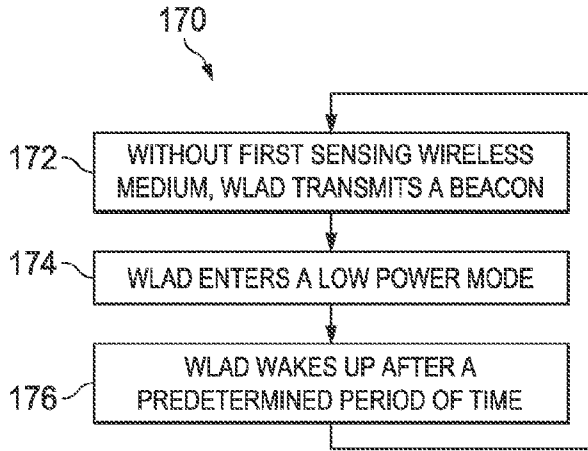 170
172
WITHOUT FIRST SENSING WIRELESS
MEDIUM, WLAD TRANSMITS A BEACON
174
WLAD ENTERS A LOW POWER MODE
176
WLAD WAKES UP AFTER A
PREDETERMINED PERIOD OF TIME